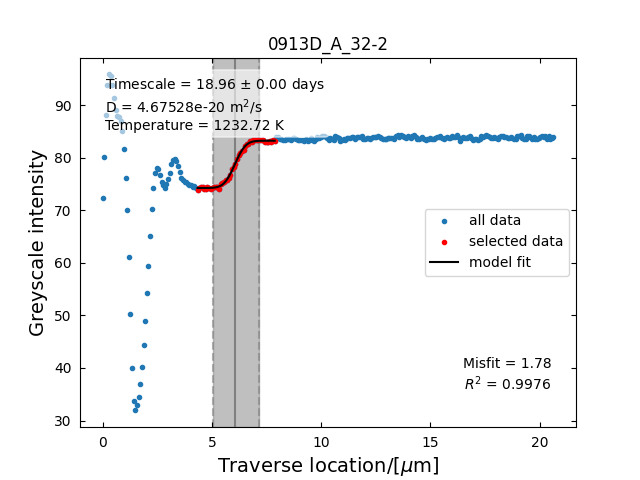 0913D_A_32-2
Timescale = 18.96 ± 0.00 days
D = 4.67528e-20 m²/s
Temperature = 1232.72 K
90
80
70
60
50
40
30
Greyscale intensity
all data
selected data
model fit
Misfit = 1.78
R² = 0.9976
0 5 10 15 20
Traverse location/[μm]